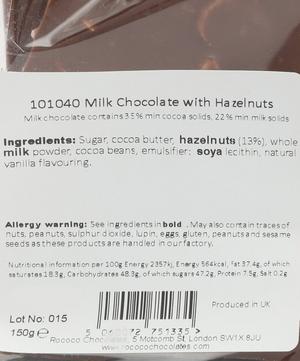 101040 Milk Chocolate with Hazelnuts
Milk chocolate contains 35% min cocoa solids, 22% min milk solids
Ingredients: Sugar, cocoa butter, hazelnuts (13%), whole
milk powder, cocoa beans, emulsifier: soya lecithin, natural
vanilla flavouring.
Allergy warning: See ingredients in bold . May also contain traces of
nuts, peanuts, sulphur dioxide, lupin, eggs, gluten, peanuts and sesame
seeds as these products are handled in our factory.
Nutritional information per 100g Energy 2357kj, Energy 564kcal, fat 37.4g, of which
saturates 18.3g, Carbohydrates 48.3g, of which sugars 47.2g, Protein 7.5g, Salt 0.2g
Produced in UK
Lot No: 015
150g e
5 060072 751335 >
Rococo Chocolates, 5 Motcomb St, London SW1X 8JU
www.rococochocolates.com